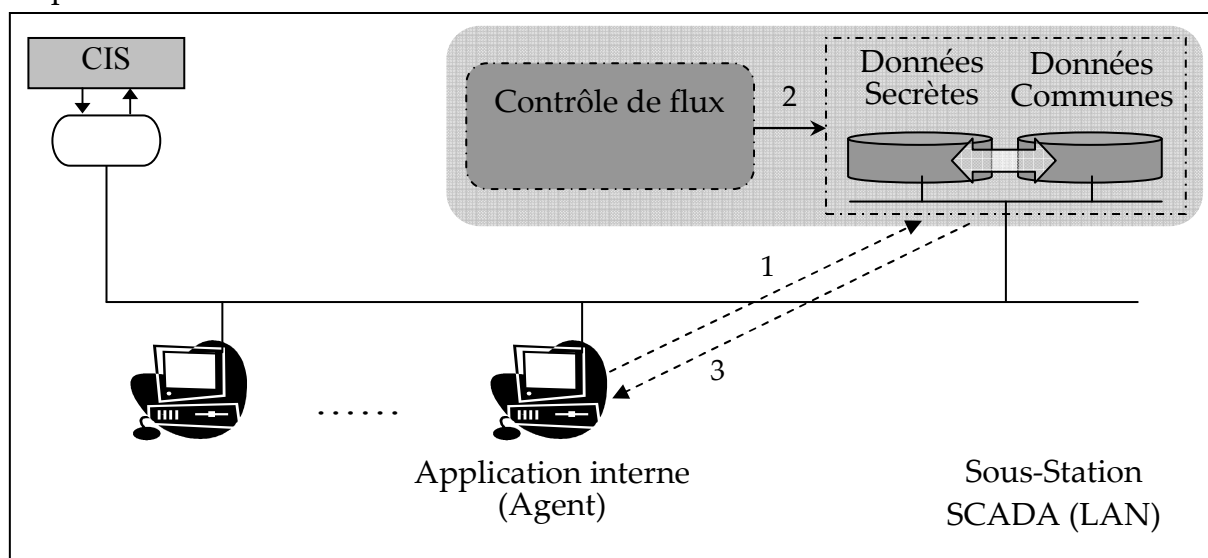 CIS
Contrôle de flux
2
Données
Secrètes
Données
Communes
1
3
......
Application interne
(Agent)
Sous-Station
SCADA (LAN)